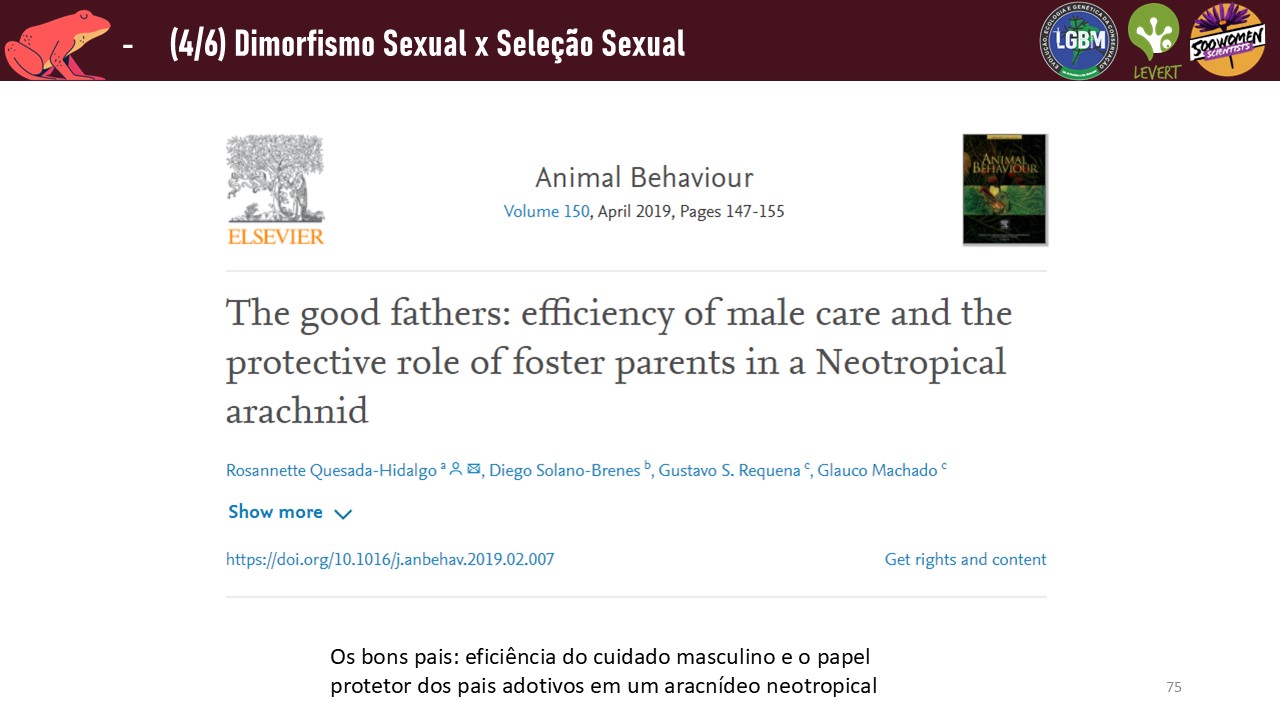 - (4/6) Dimorfismo Sexual x Seleção Sexual
LGBM
LEVERT
500 WOMEN
SCIENTISTS
ELSEVIER
Animal Behaviour
Volume 150, April 2019, Pages 147-155
ANIMAL
BEHAVIOUR
The good fathers: efficiency of male care and the
protective role of foster parents in a Neotropical
arachnid
Rosannette Quesada-Hidalgo a, Diego Solano-Brenes b, Gustavo S. Requena c, Glauco Machado c
Show more
https://doi.org/10.1016/j.anbehav.2019.02.007
Get rights and content
Os bons pais: eficiência do cuidado masculino e o papel
protetor dos pais adotivos em um aracnídeo neotropical
75